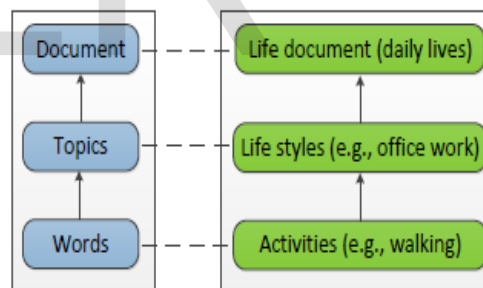 Document
Life document (daily lives)
Topics
Life styles (e.g., office work)
Words
Activities (e.g., walking)